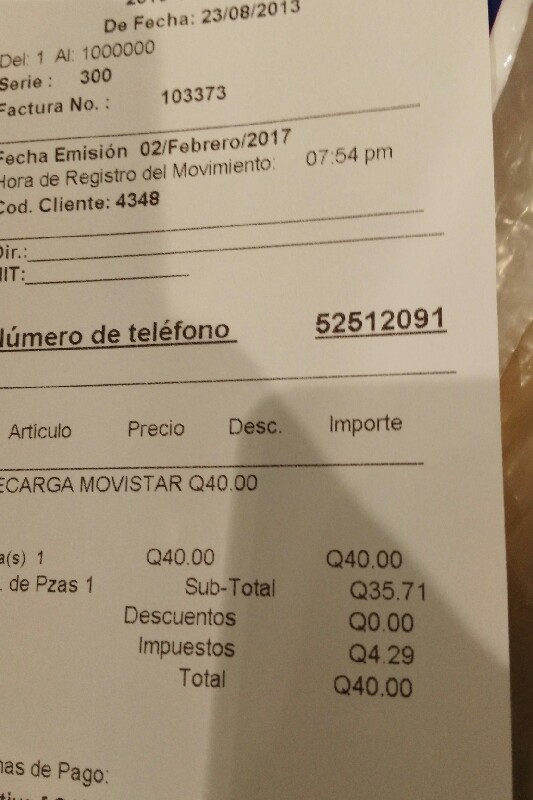 De Fecha: 23/08/2013
Del: 1 Al: 1000000
Serie : 300
Factura No. : 103373
Fecha Emisión 02/Febrero/2017
Hora de Registro del Movimiento: 07:54 pm
Cod. Cliente: 4348
Dir.:
NIT:
Número de teléfono 52512091
Artículo Precio Desc. Importe
ECARGA MOVISTAR Q40.00
a(s) 1 Q40.00 Q40.00
. de Pzas 1 Sub-Total Q35.71
Descuentos Q0.00
Impuestos Q4.29
Total Q40.00
mas de Pago: